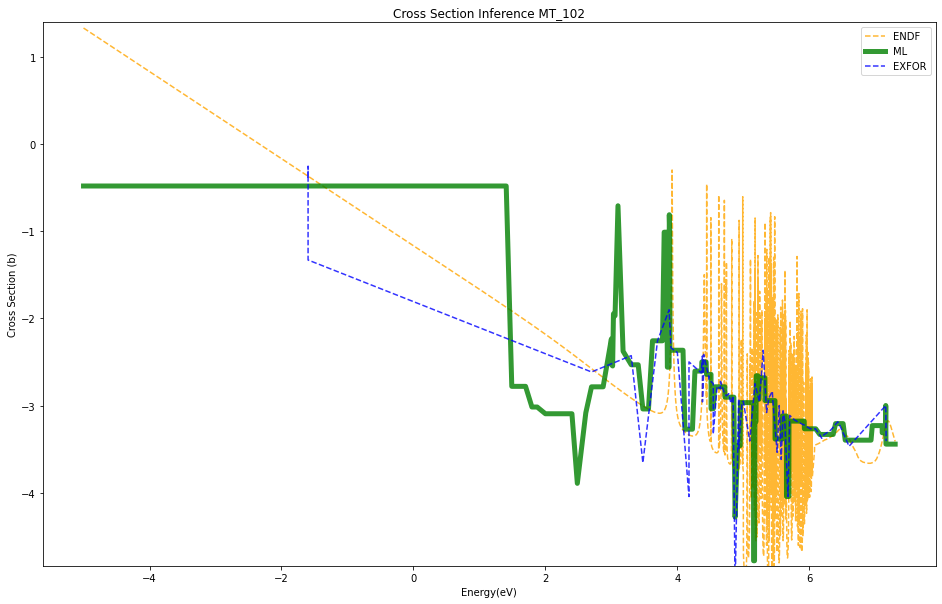 Cross Section Inference MT_102
ENDF
ML
EXFOR
Cross Section (b)
1
0
−1
−2
−3
−4
−4
−2
0
2
4
6
Energy(eV)